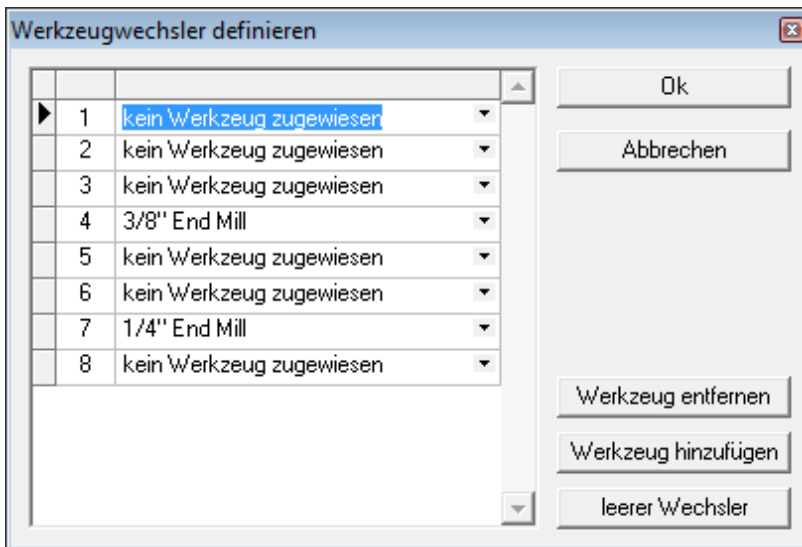 Werkzeugwechsler definieren
1 kein Werkzeug zugewiesen
2 kein Werkzeug zugewiesen
3 kein Werkzeug zugewiesen
4 3/8" End Mill
5 kein Werkzeug zugewiesen
6 kein Werkzeug zugewiesen
7 1/4" End Mill
8 kein Werkzeug zugewiesen
Ok
Abbrechen
Werkzeug entfernen
Werkzeug hinzufügen
leerer Wechsler